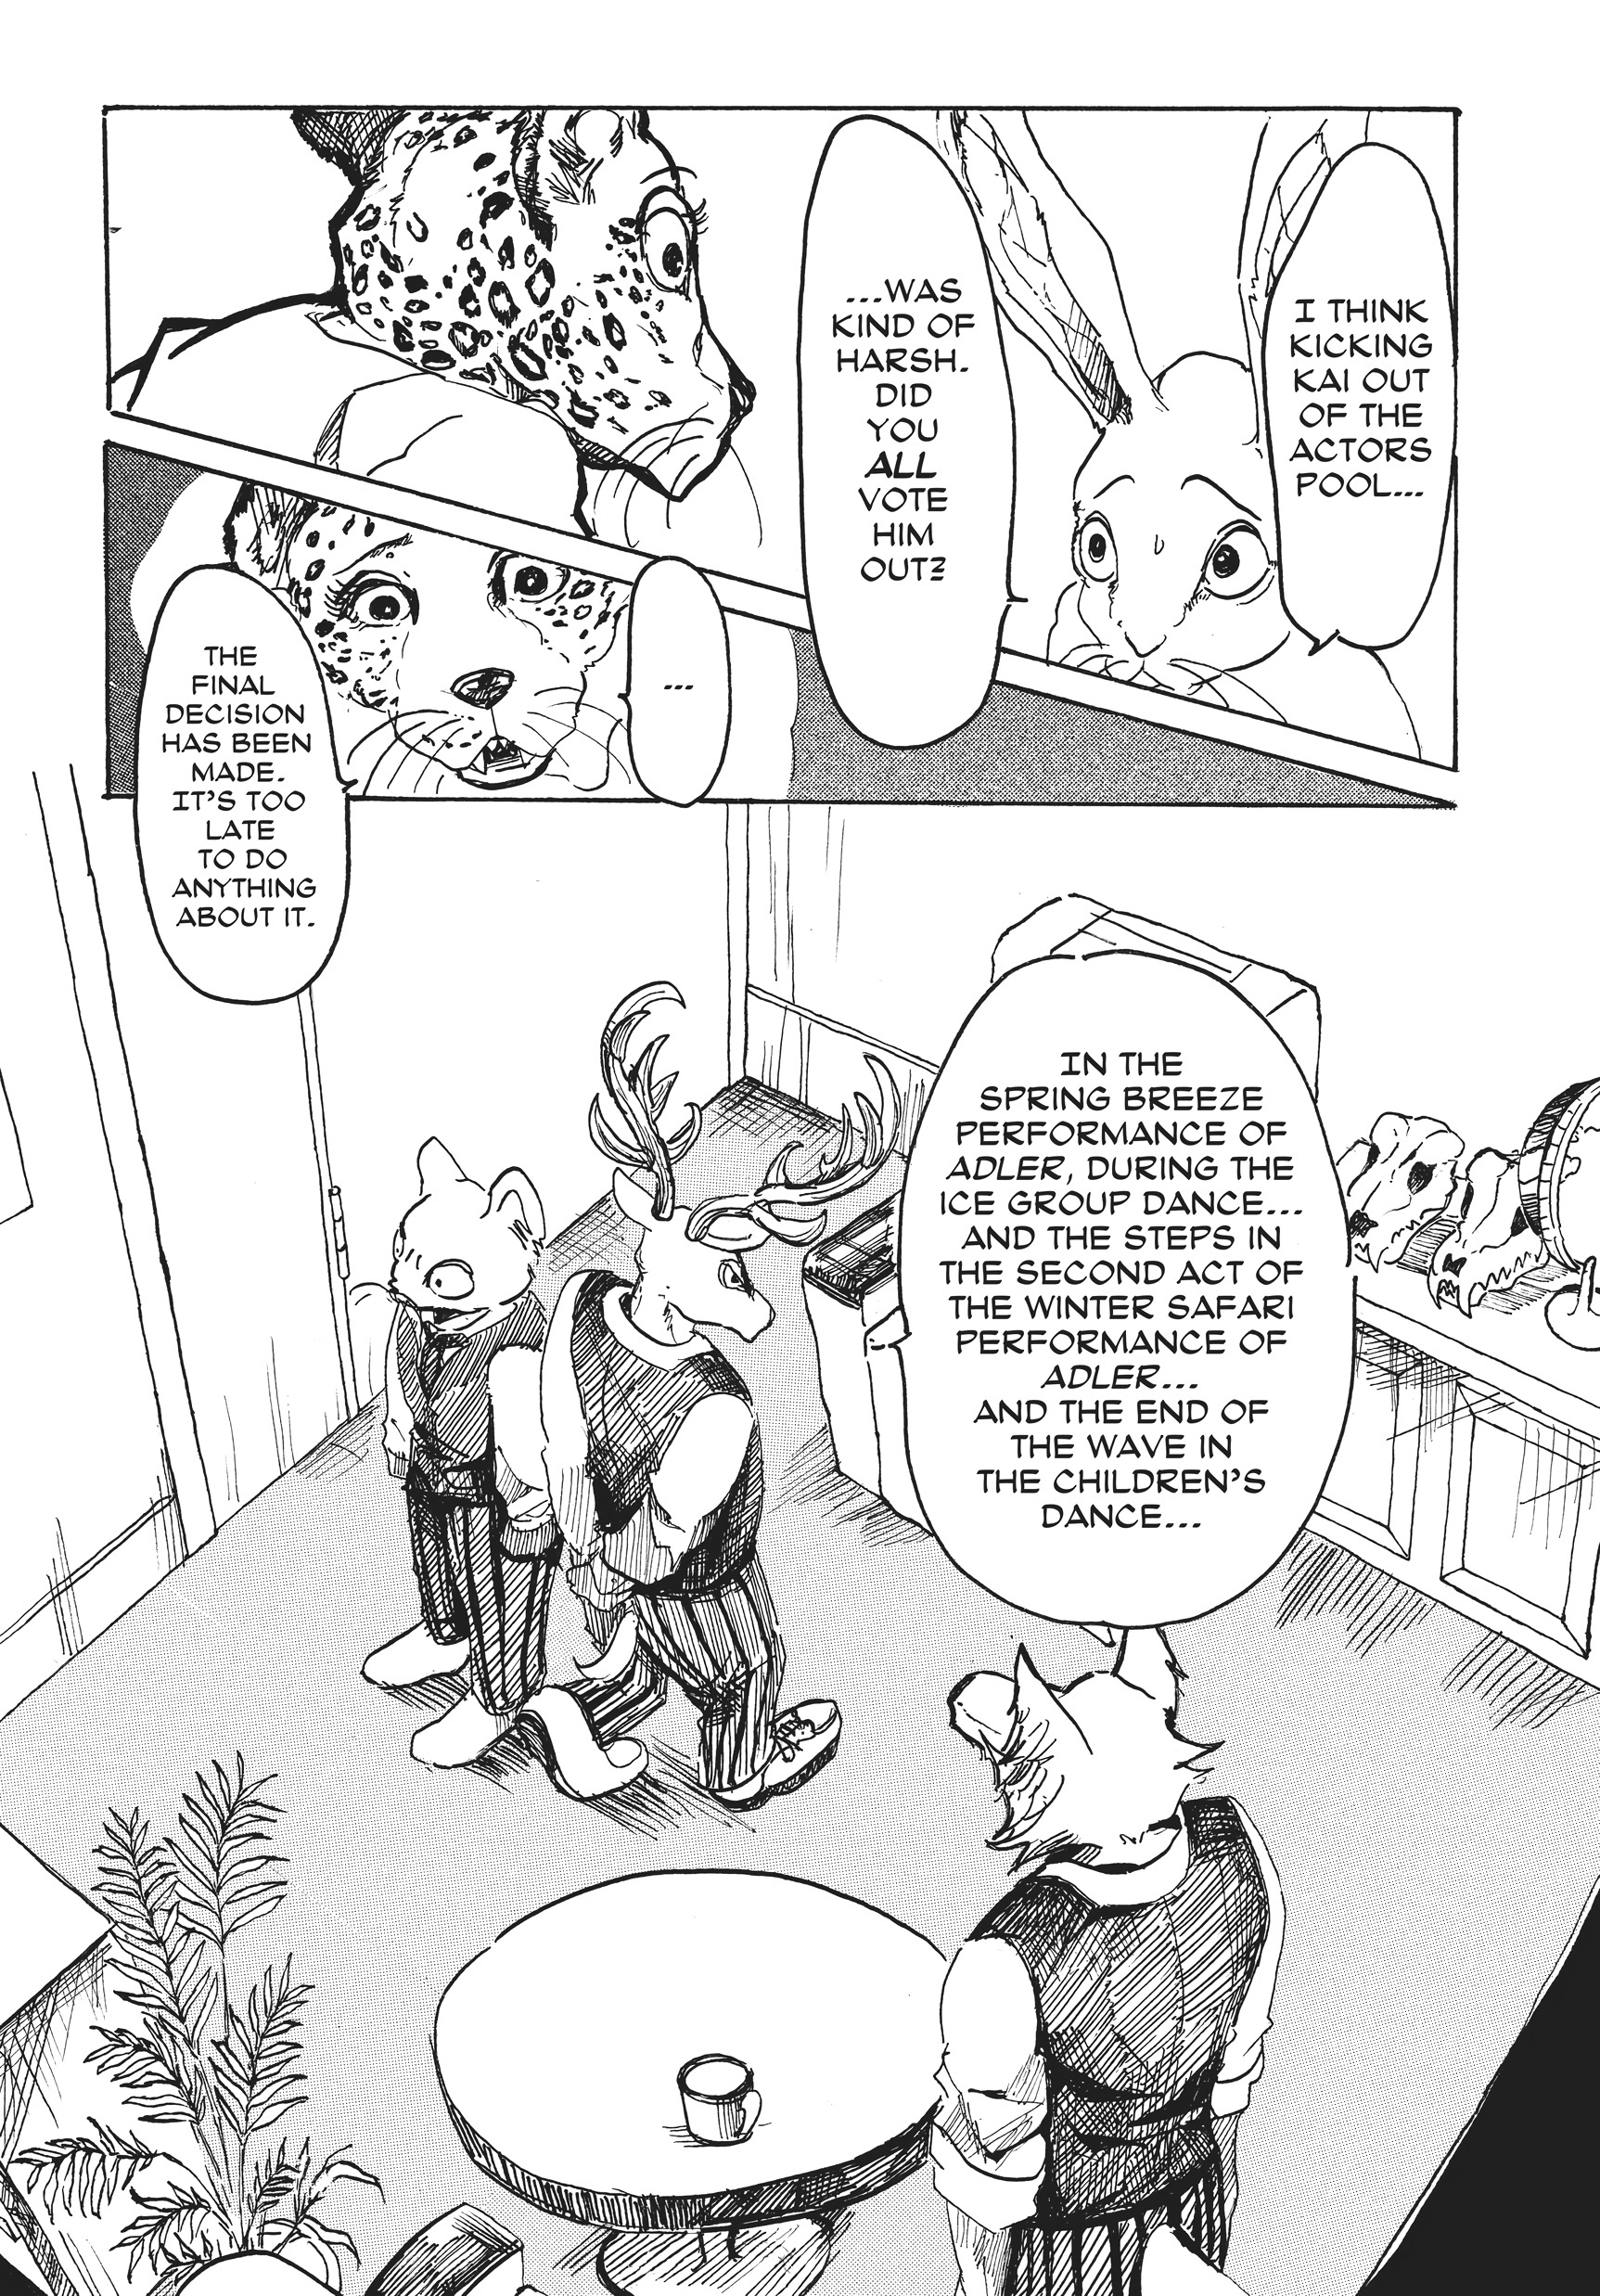 I THINK
KICKING
KAI OUT
OF THE
ACTORS
POOL...
...WAS
KIND OF
HARSH.
DID
YOU
ALL
VOTE
HIM
OUT?
...
THE
FINAL
DECISION
HAS BEEN
MADE.
IT'S TOO
LATE
TO DO
ANYTHING
ABOUT IT.
IN THE
SPRING BREEZE
PERFORMANCE OF
ADLER, DURING THE
ICE GROUP DANCE...
AND THE STEPS IN
THE SECOND ACT OF
THE WINTER SAFARI
PERFORMANCE OF
ADLER...
AND THE END OF
THE WAVE IN
THE CHILDREN'S
DANCE...